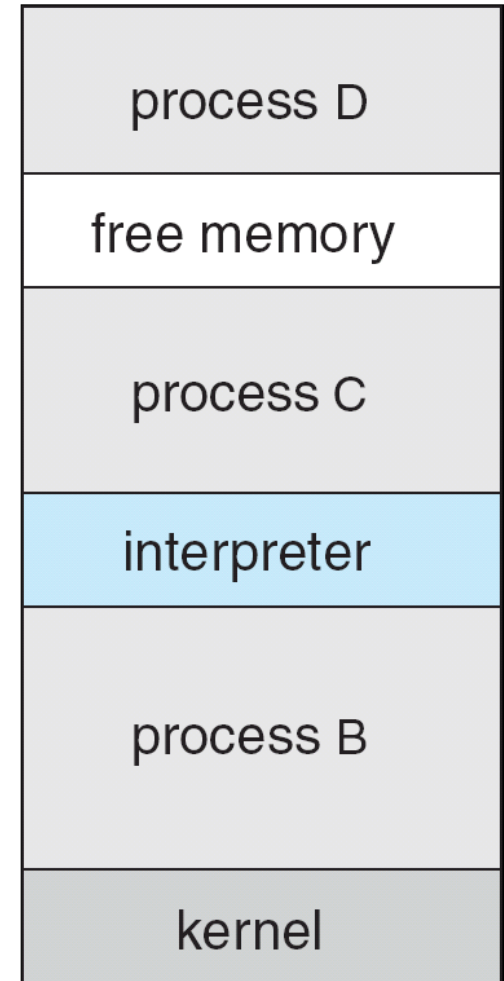 process D
free memory
process C
interpreter
process B
kernel